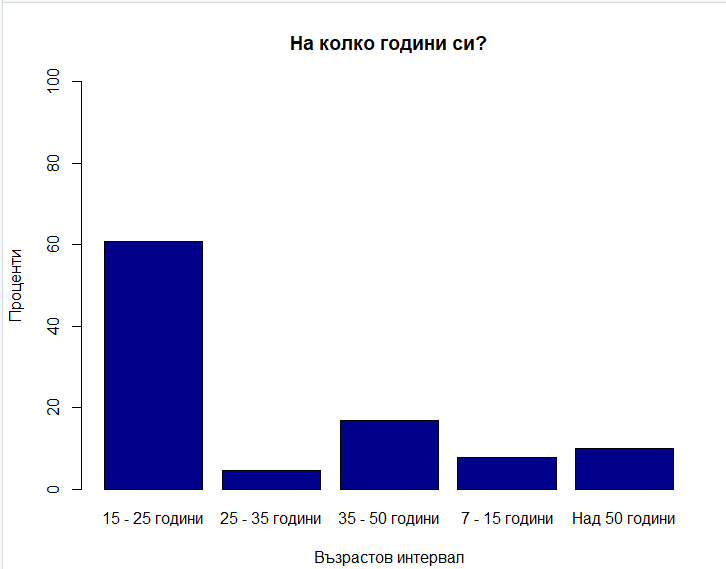 На колко години си?
100
80
60
40
20
0
Проценти
15 - 25 години 25 - 35 години 35 - 50 години 7 - 15 години Над 50 години
Възрастов интервал